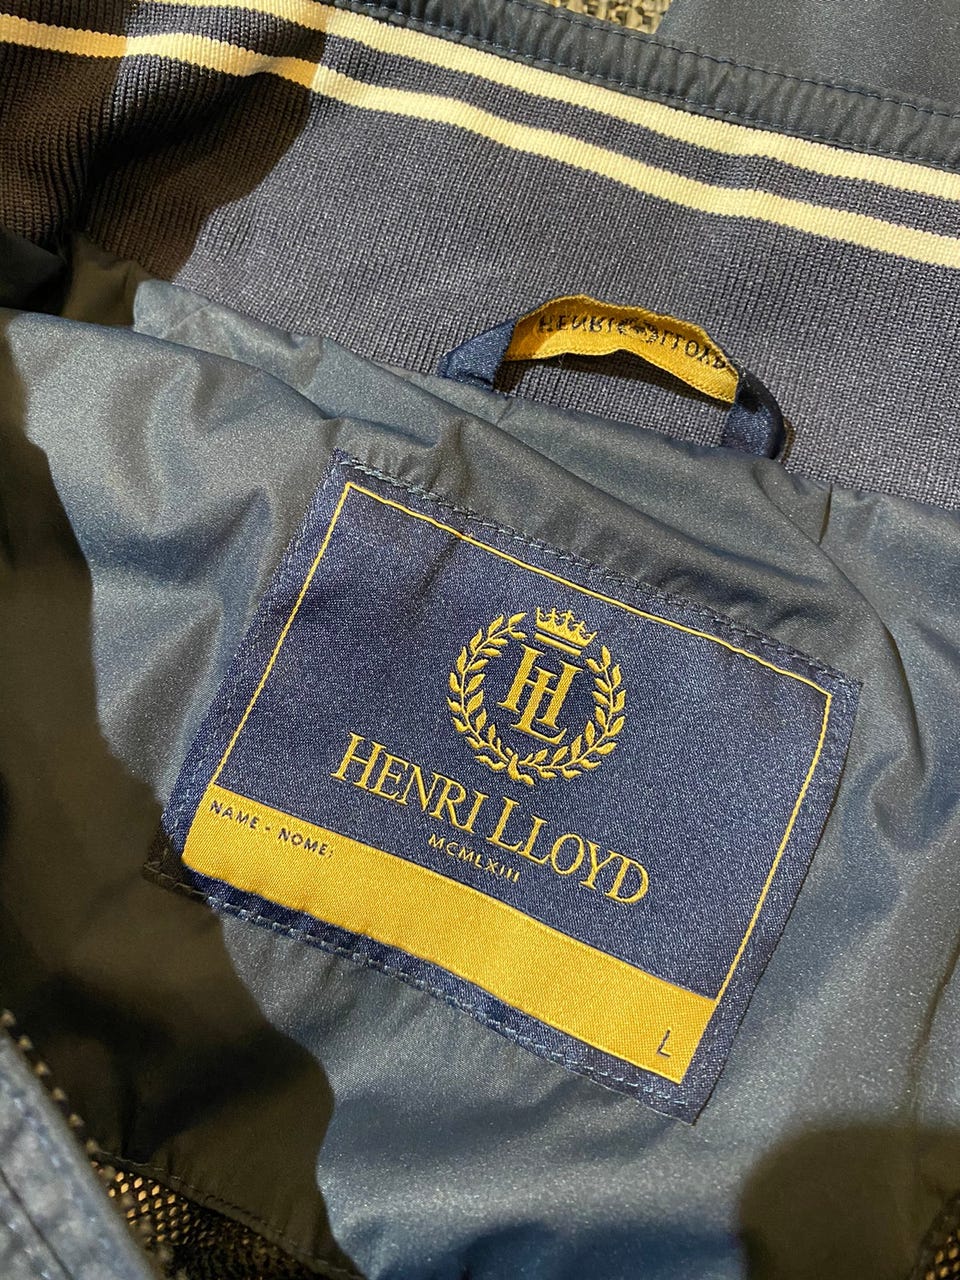 HENRI LLOYD
HL
HENRI LLOYD
MCMLXIII
NAME - NOME:
L